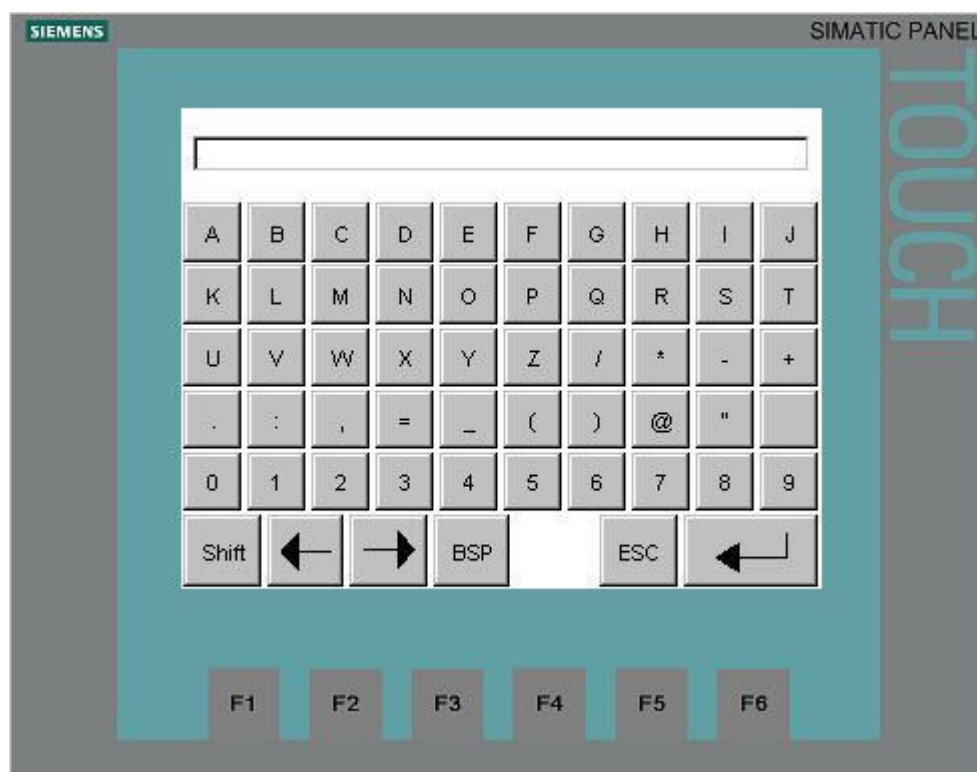 SIEMENS
SIMATIC PANEL
TOUCH
A B C D E F G H I J
K L M N O P Q R S T
U V W X Y Z / * - +
. : , = _ ( ) @ "
0 1 2 3 4 5 6 7 8 9
Shift BSP ESC
F1 F2 F3 F4 F5 F6